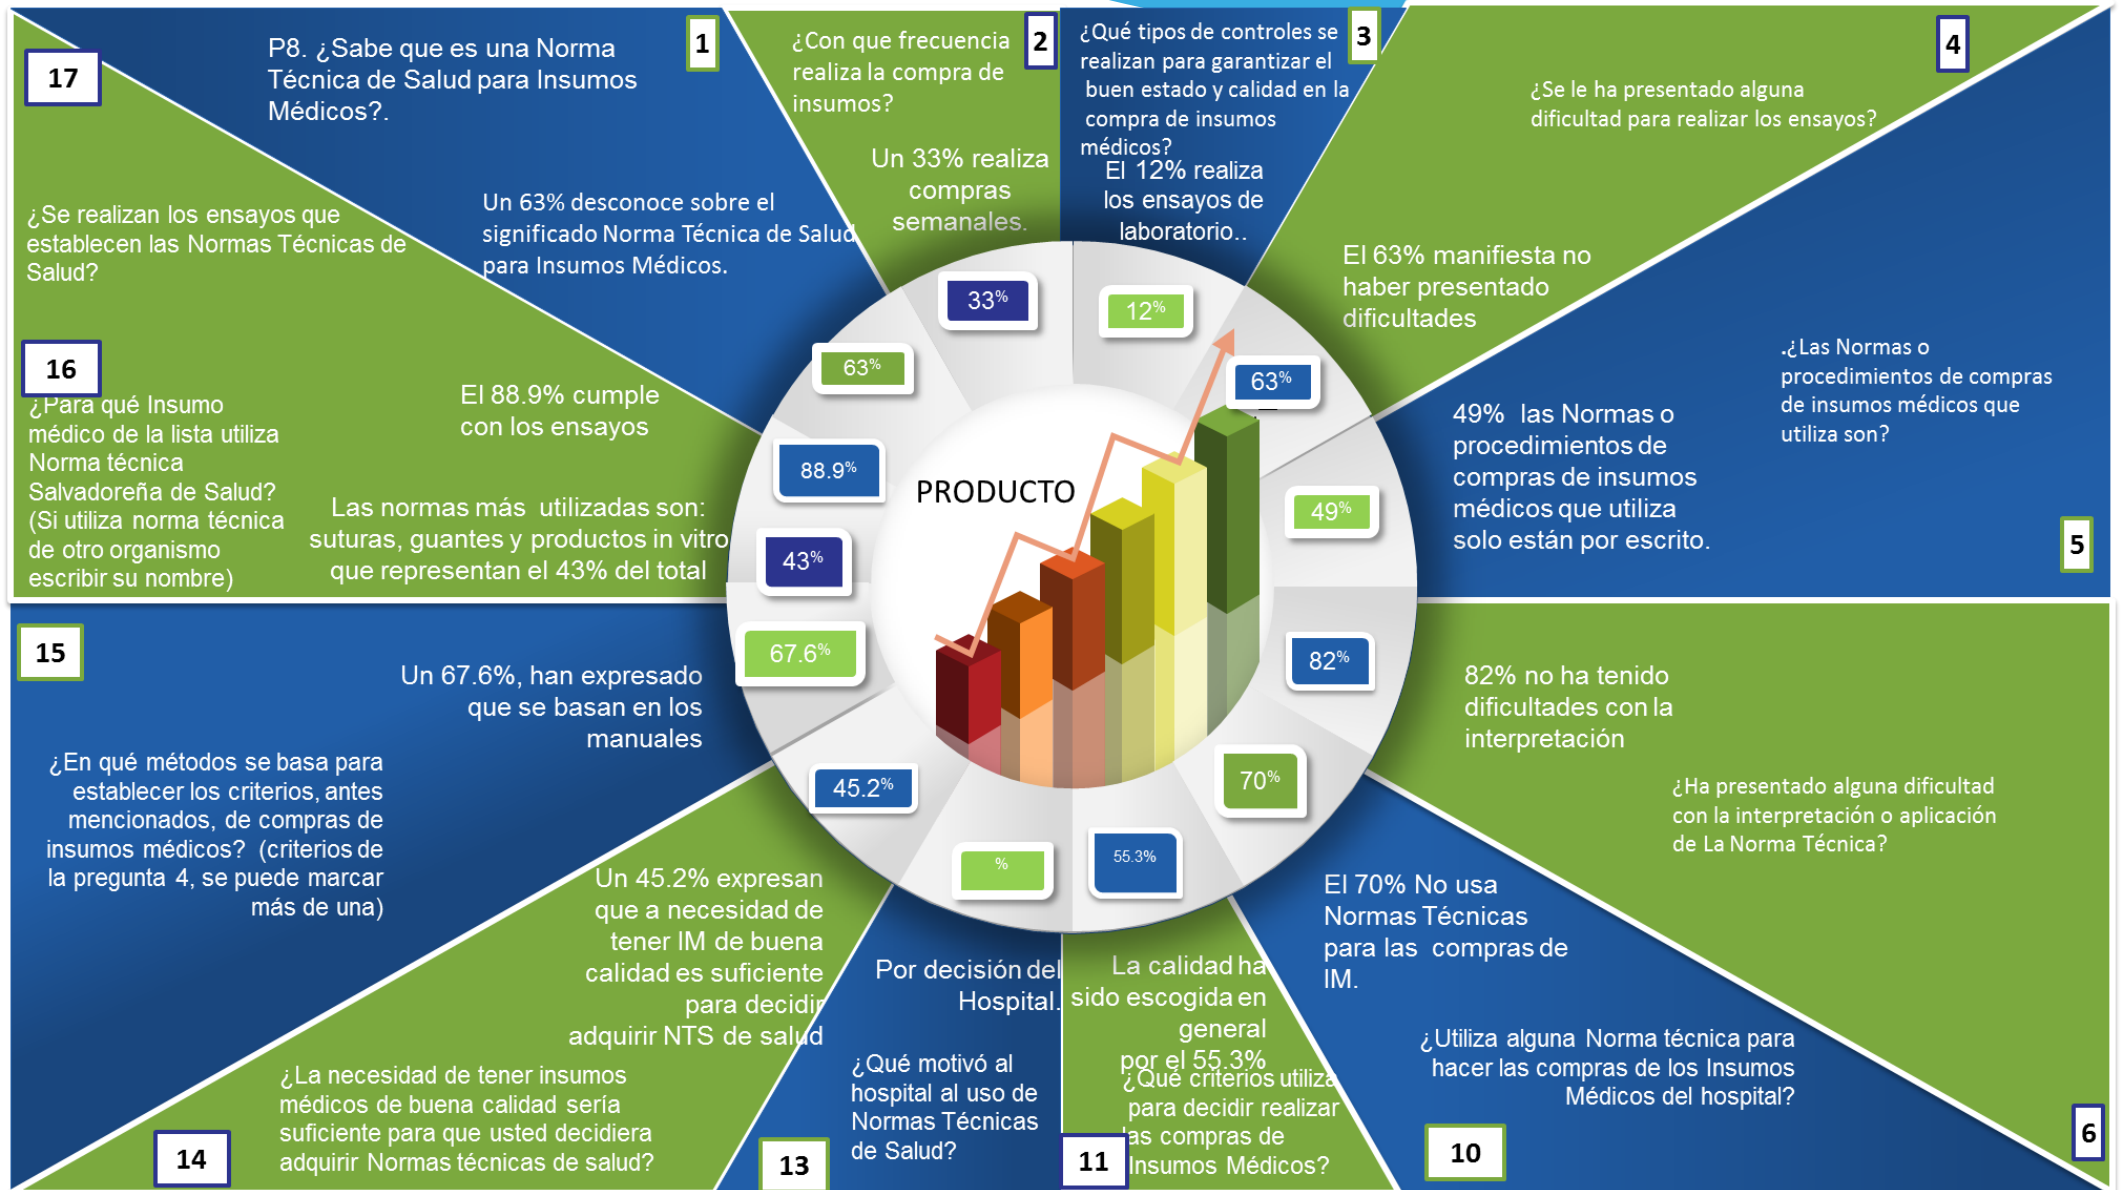 1
P8. ¿Sabe que es una Norma
Técnica de Salud para Insumos
Médicos?.
Un 63% desconoce sobre el
significado Norma Técnica de Salud
para Insumos Médicos.
2
¿Con que frecuencia
realiza la compra de
insumos?
Un 33% realiza
compras
semanales.
3
¿Qué tipos de controles se
realizan para garantizar el
buen estado y calidad en la
compra de insumos
médicos?
El 12% realiza
los ensayos de
laboratorio..
4
¿Se le ha presentado alguna
dificultad para realizar los ensayos?
El 63% manifiesta no
haber presentado
dificultades
5
.¿Las Normas o
procedimientos de compras
de insumos médicos que
utiliza son?
49% las Normas o
procedimientos de
compras de insumos
médicos que utiliza
solo están por escrito.
82% no ha tenido
dificultades con la
interpretación
¿Ha presentado alguna dificultad
con la interpretación o aplicación
de La Norma Técnica?
6
El 70% No usa
Normas Técnicas
para las compras de
IM.
¿Utiliza alguna Norma técnica para
hacer las compras de los Insumos
Médicos del hospital?
10
La calidad ha
sido escogida en
general
por el 55.3%
¿Qué criterios utiliza
para decidir realizar
las compras de
Insumos Médicos?
11
Por decisión del
Hospital.
¿Qué motivó al
hospital al uso de
Normas Técnicas
de Salud?
13
Un 45.2% expresan
que a necesidad de
tener IM de buena
calidad es suficiente
para decidir
adquirir NTS de salud
¿La necesidad de tener insumos
médicos de buena calidad sería
suficiente para que usted decidiera
adquirir Normas técnicas de salud?
14
15
Un 67.6%, han expresado
que se basan en los
manuales
¿En qué métodos se basa para
establecer los criterios, antes
mencionados, de compras de
insumos médicos? (criterios de
la pregunta 4, se puede marcar
más de una)
16
¿Para qué Insumo
médico de la lista utiliza
Norma técnica
Salvadoreña de Salud?
(Si utiliza norma técnica
de otro organismo
escribir su nombre)
Las normas más utilizadas son:
suturas, guantes y productos in vitro
que representan el 43% del total
17
¿Se realizan los ensayos que
establecen las Normas Técnicas de
Salud?
El 88.9% cumple
con los ensayos
PRODUCTO
33%
12%
63%
49%
82%
70%
55.3%
%
45.2%
67.6%
43%
88.9%
63%